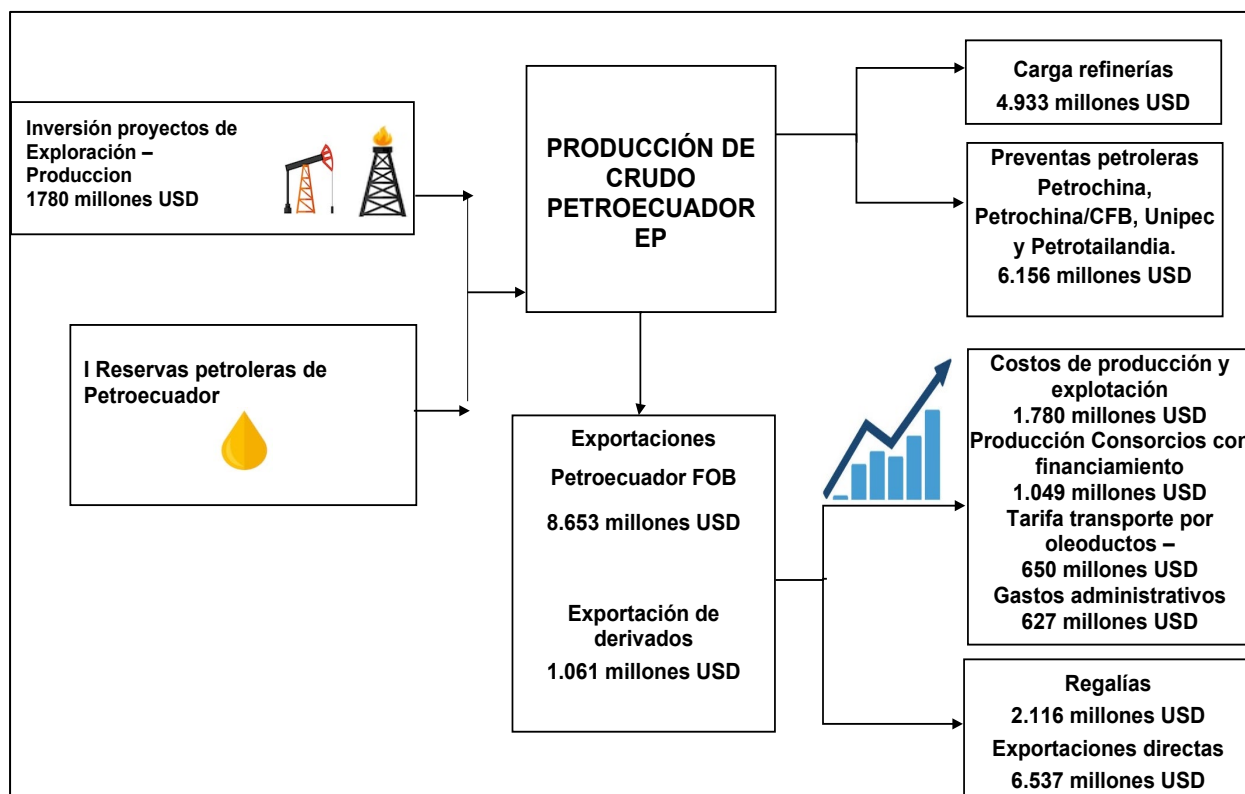 Inversión proyectos de
Exploración –
Produccion
1780 millones USD
I Reservas petroleras de
Petroecuador
PRODUCCIÓN DE
CRUDO
PETROECUADOR
EP
Exportaciones
Petroecuador FOB
8.653 millones USD
Exportación de
derivados
1.061 millones USD
Carga refinerías
4.933 millones USD
Preventas petroleras
Petrochina,
Petrochina/CFB, Unipec
y Petrotailandia.
6.156 millones USD
Costos de producción y
explotación
1.780 millones USD
Producción Consorcios con
financiamiento
1.049 millones USD
Tarifa transporte por
oleoductos –
650 millones USD
Gastos administrativos
627 millones USD
Regalías
2.116 millones USD
Exportaciones directas
6.537 millones USD